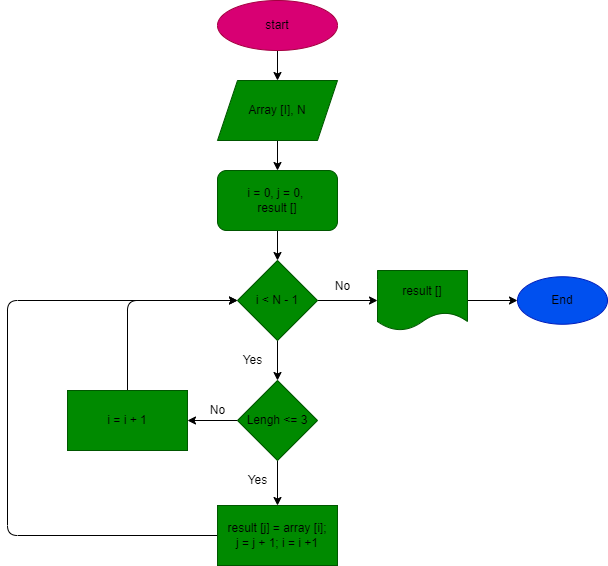 start
Array [I], N
i = 0, j = 0,
result []
i < N - 1
No
result []
End
Yes
Lengh <= 3
No
i = i + 1
Yes
result [j] = array [i];
j = j + 1; i = i +1